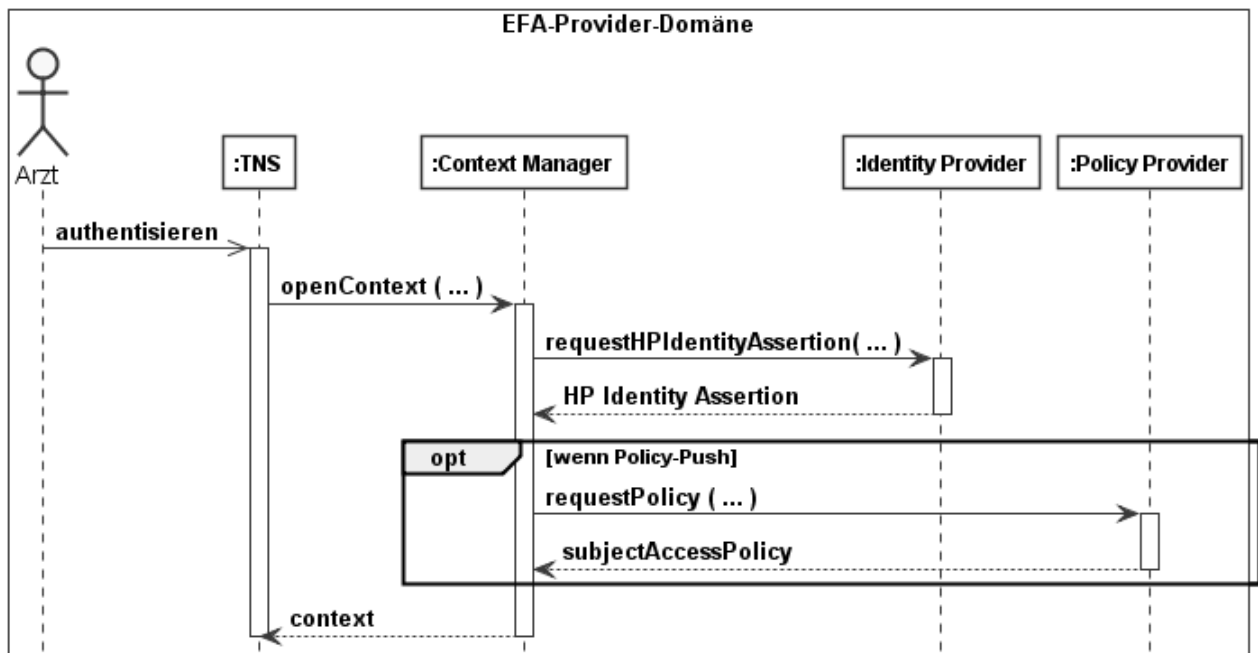 EFA-Provider-Domäne
Arzt
:TNS
:Context Manager
:Identity Provider
:Policy Provider
authentisieren
openContext ( ... )
requestHPIdentityAssertion( ... )
HP Identity Assertion
opt
[wenn Policy-Push]
requestPolicy ( ... )
subjectAccessPolicy
context